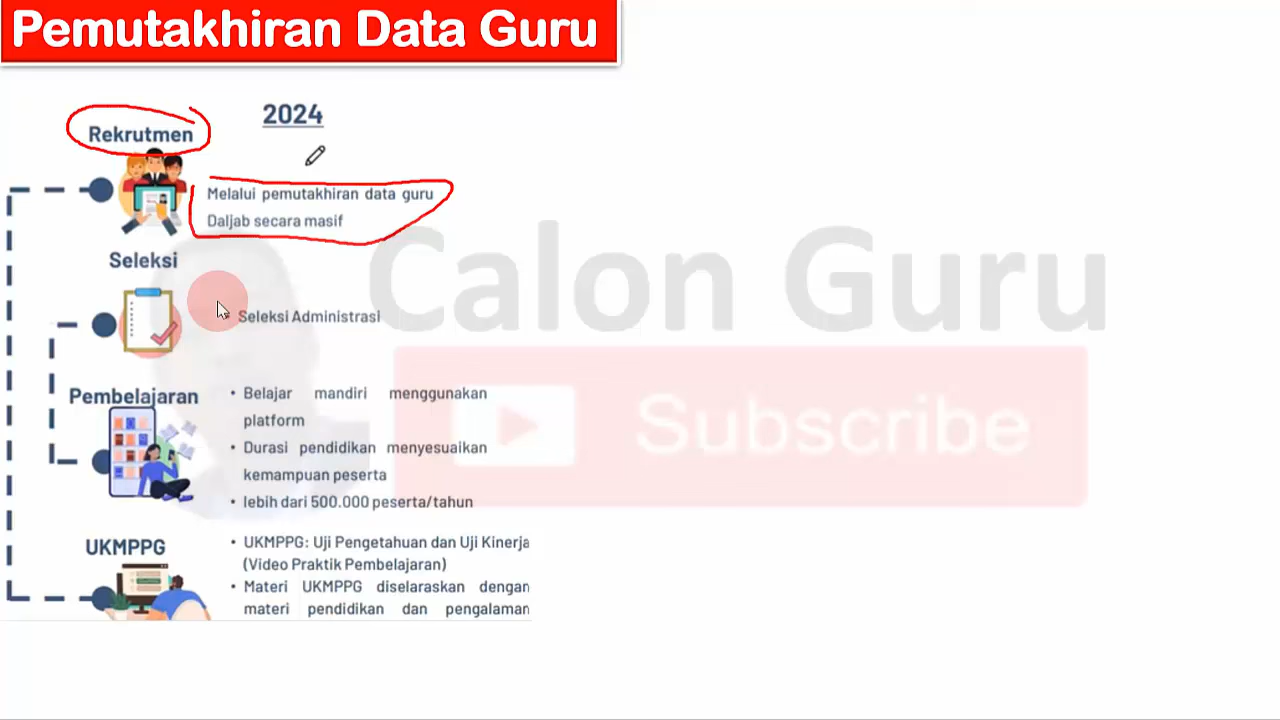 Pemutakhiran Data Guru
2024
Rekrutmen
Melalui pemutakhiran data guru
Daljab secara masif
Seleksi
Seleksi Administrasi
Pembelajaran
• Belajar mandiri menggunakan
platform
• Durasi pendidikan menyesuaikan
kemampuan peserta
• lebih dari 500.000 peserta/tahun
UKMPPG
• UKMPPG: Uji Pengetahuan dan Uji Kinerja
(Video Praktik Pembelajaran)
• Materi UKMPPG diselaraskan dengan
materi pendidikan dan pengalaman
Calon Guru
Subscribe